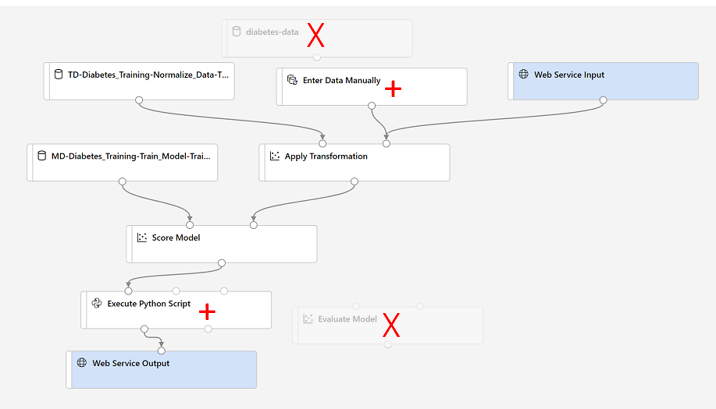 diabetes-data
X
TD-Diabetes_Training-Normalize_Data-T...
Enter Data Manually
+
Web Service Input
MD-Diabetes_Training-Train_Model-Trai...
Apply Transformation
Score Model
Execute Python Script
+
Evaluate Model
X
Web Service Output